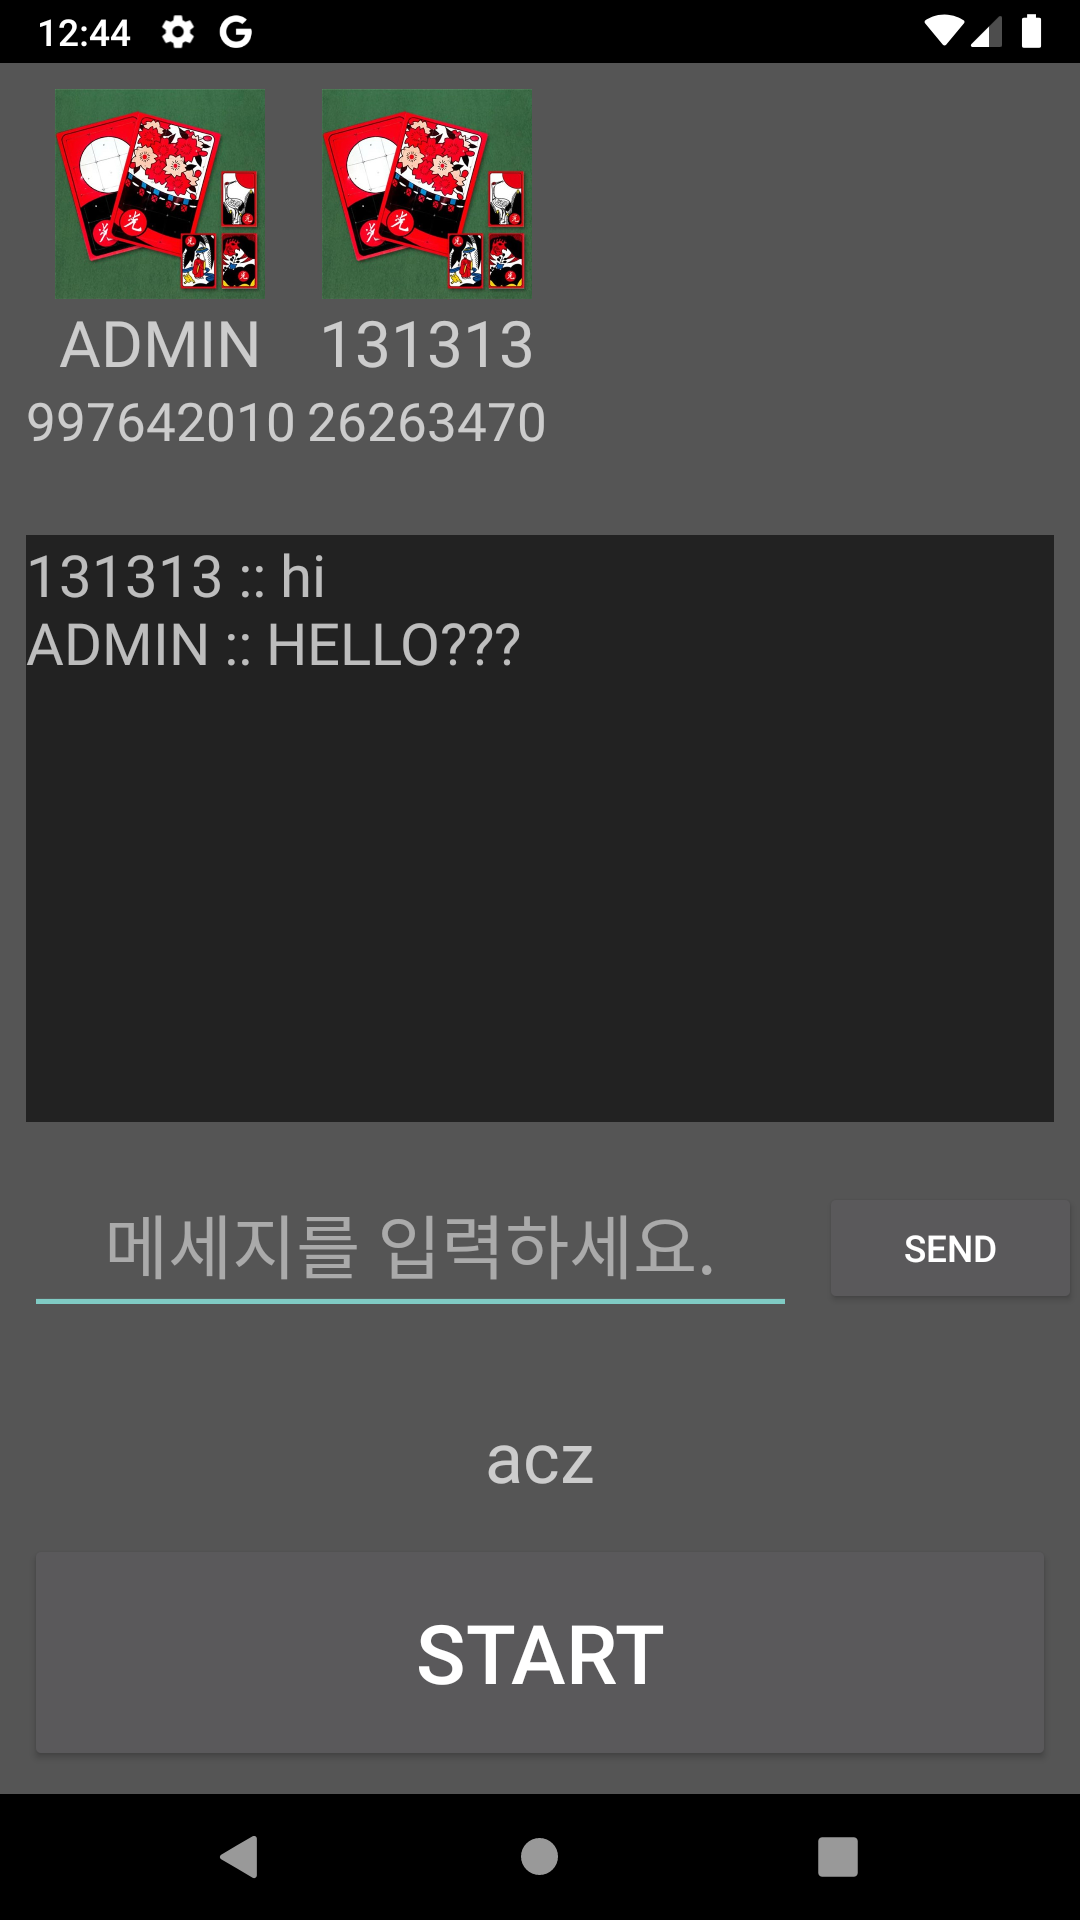 12:44
ADMIN 131313
997642010 26263470
131313 :: hi
ADMIN :: HELLO???
메세지를 입력하세요.
SEND
acz
START